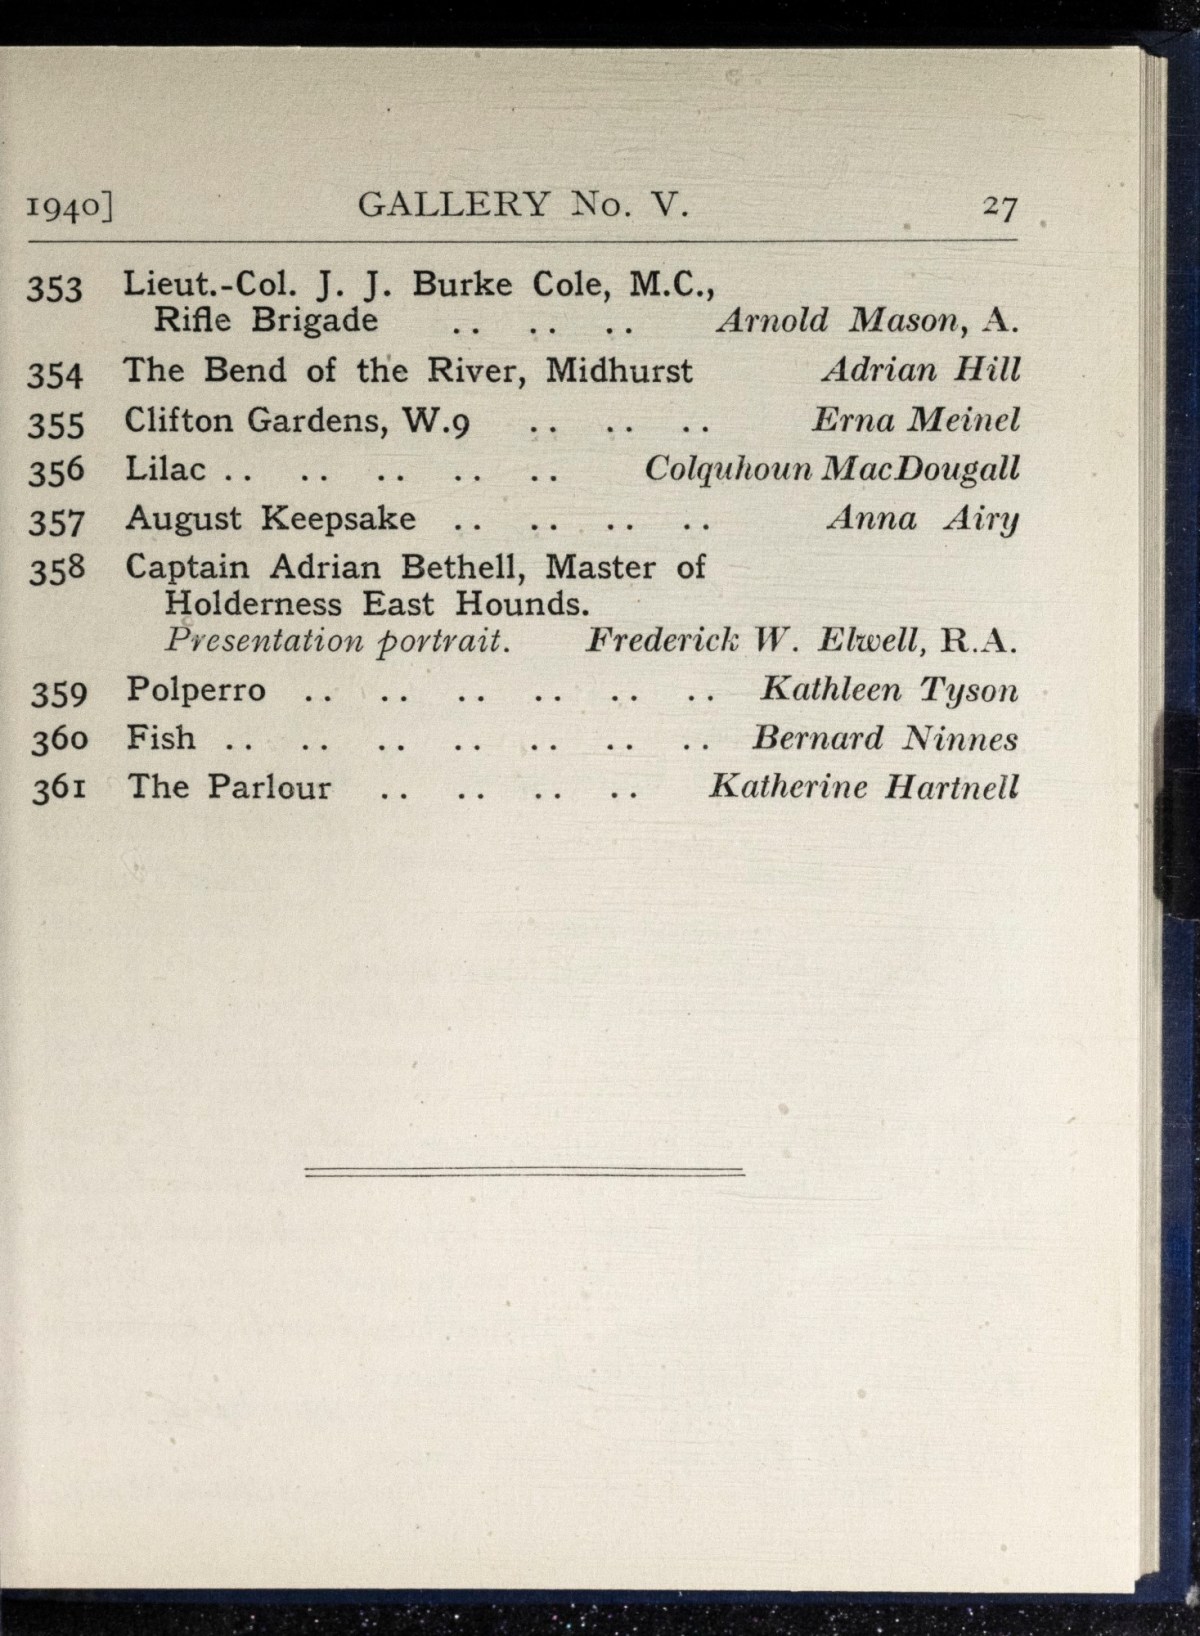 1940] GALLERY No. V. 27
353 Lieut.-Col. J. J. Burke Cole, M.C.,
Rifle Brigade .. .. .. Arnold Mason, A.
354 The Bend of the River, Midhurst Adrian Hill
355 Clifton Gardens, W.9 .. .. .. Erna Meinel
356 Lilac .. .. .. .. .. Colquhoun MacDougall
357 August Keepsake .. .. .. .. Anna Airy
358 Captain Adrian Bethell, Master of
Holderness East Hounds.
Presentation portrait. Frederick W. Elwell, R.A.
359 Polperro .. .. .. .. .. .. Kathleen Tyson
360 Fish .. .. .. .. .. .. .. Bernard Ninnes
361 The Parlour .. .. .. .. Katherine Hartnell